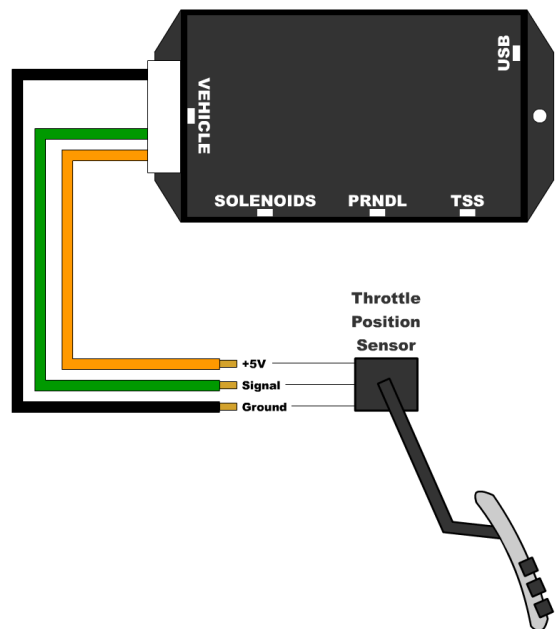 USB
VEHICLE
SOLENOIDS PRNDL TSS
Throttle
Position
Sensor
+5V
Signal
Ground